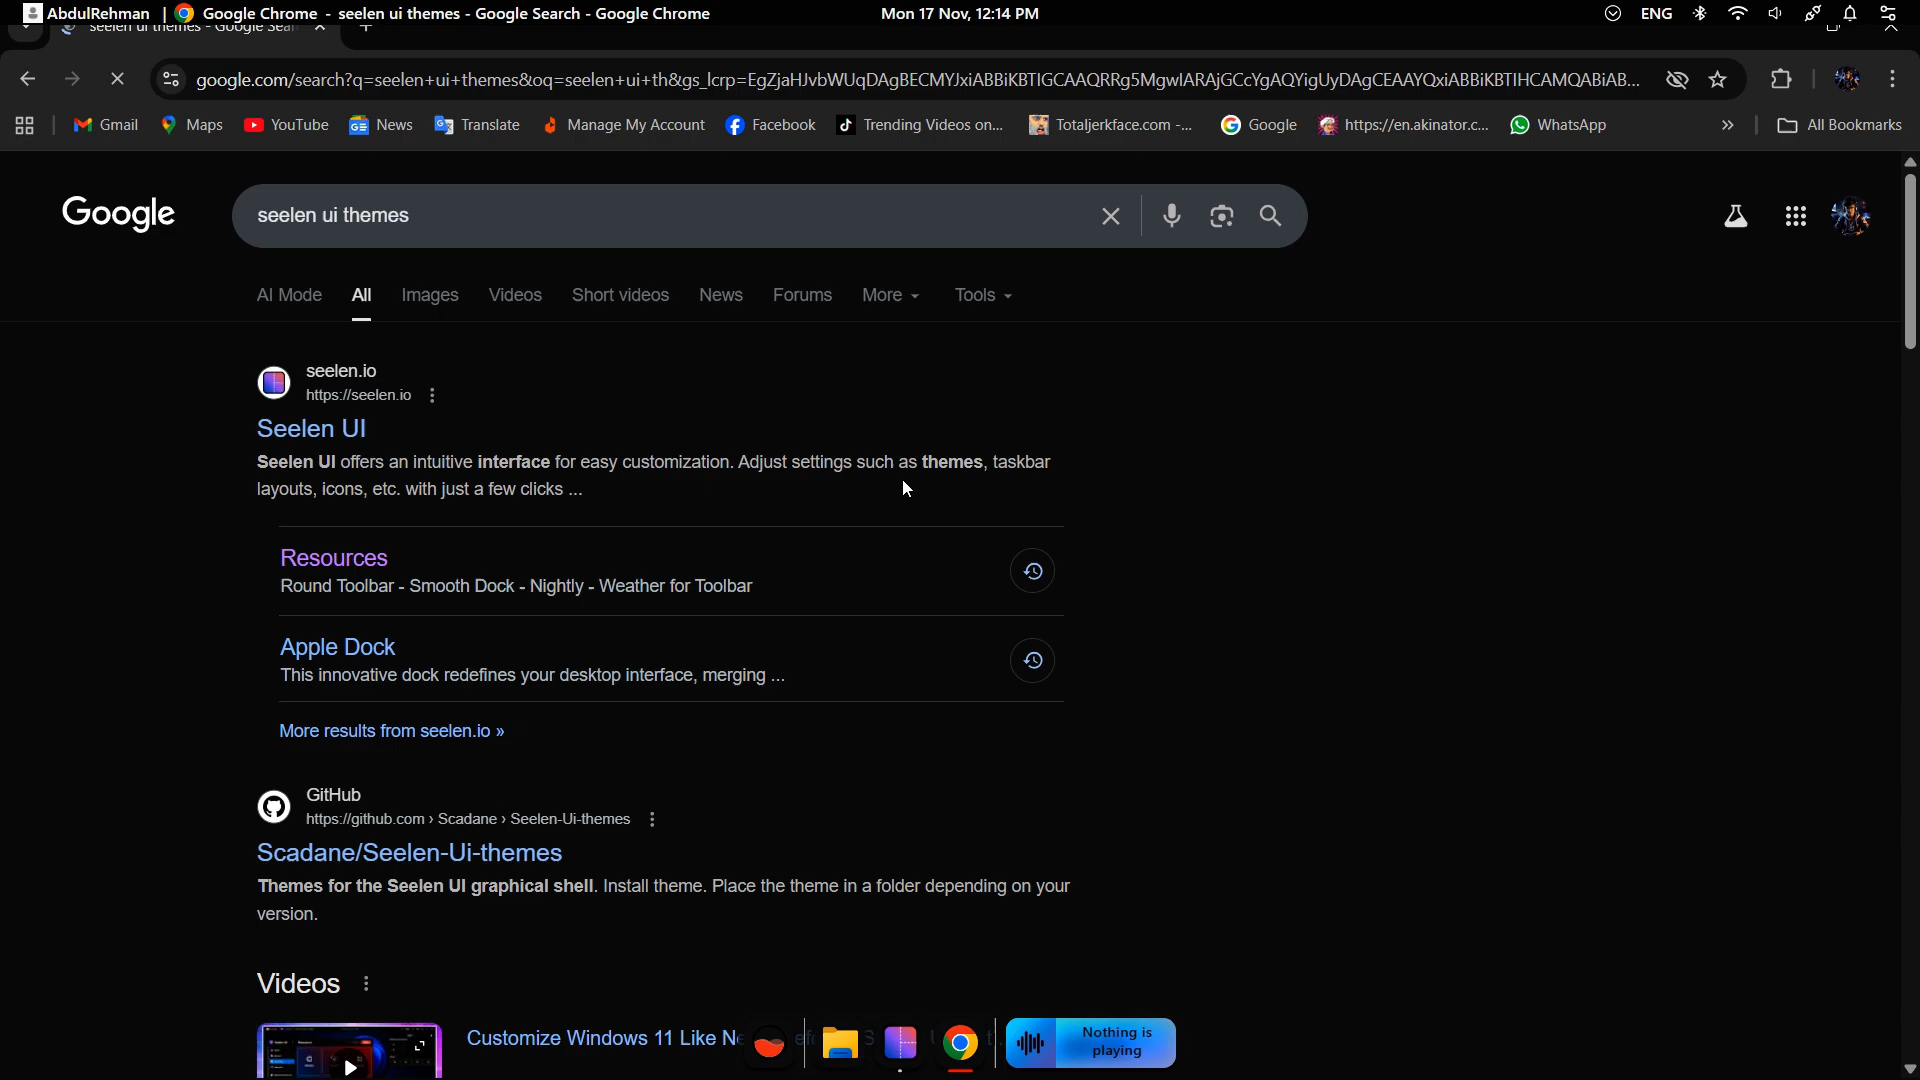 AbdulRehman | Google Chrome - seelen ui themes - Google Search - Google Chrome
Mon 17 Nov, 12:14 PM
ENG
seelen ui themes - Google Sear
google.com/search?q=seelen+ui+themes&oq=seelen+ui+th&gs_lcrp=EgZjaHJvbWUqDAgBECMYJxiABBiKBTIGCAAQRRg5MgwIARAjGCcYgAQYigUyDAgCEAAYQxiABBiKBTIHCAMQABiAB...
Gmail Maps YouTube News Translate Manage My Account Facebook Trending Videos on... Totaljerkface.com -... Google https://en.akinator.c... WhatsApp » All Bookmarks
Google
seelen ui themes
AI Mode All Images Videos Short videos News Forums More Tools
seelen.io
https://seelen.io
Seelen UI
Seelen UI offers an intuitive interface for easy customization. Adjust settings such as themes, taskbar
layouts, icons, etc. with just a few clicks ...
Resources
Round Toolbar - Smooth Dock - Nightly - Weather for Toolbar
Apple Dock
This innovative dock redefines your desktop interface, merging ...
More results from seelen.io »
GitHub
https://github.com › Scadane › Seelen-Ui-themes
Scadane/Seelen-Ui-themes
Themes for the Seelen UI graphical shell. Install theme. Place the theme in a folder depending on your
version.
Videos
Customize Windows 11 Like Ne
Nothing is
playing